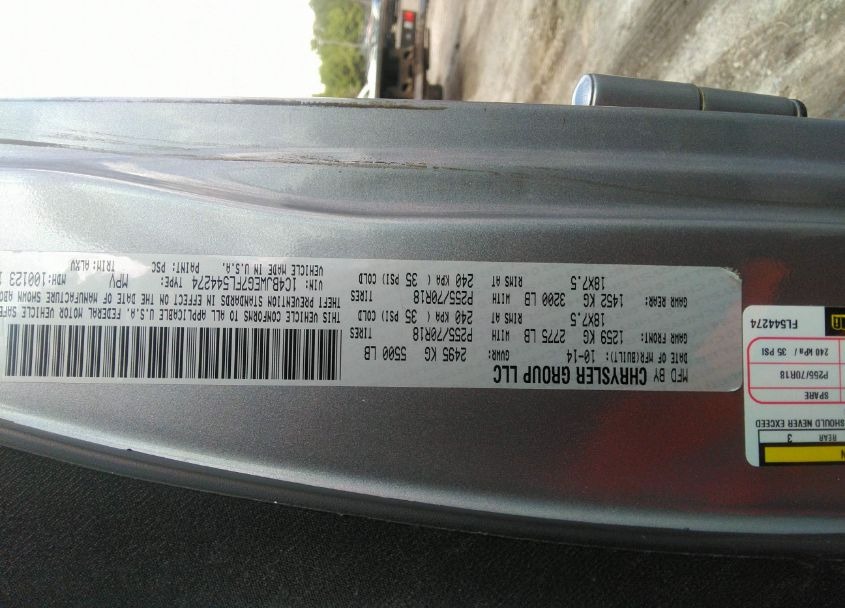 MFD BY CHRYSLER GROUP LLC
DATE OF MFR(BUILT): 10-14 GVWR: 2495 KG 5500 LB
GAWR FRONT: 1259 KG 2775 LB WITH P255/70R18 TIRES
18X7.5 RIMS AT 240 KPA ( 35 PSI) COLD
GAWR REAR: 1452 KG 3200 LB WITH P255/70R18 TIRES
18X7.5 RIMS AT 240 KPA ( 35 PSI) COLD
THIS VEHICLE CONFORMS TO ALL APPLICABLE U.S.A. FEDERAL MOTOR VEHICLE
THEFT PREVENTION STANDARDS IN EFFECT ON THE DATE OF MANUFACTURE SHOWN
VIN: 1C4BJWEG7FL544274 TYPE: MPV MDH: 100123
VEHICLE MADE IN U.S.A. PAINT: PSC TRIM: ALXV
REAR 3
SHOULD NEVER EXCEED
SPARE
P255/70R18
240 kPa / 35 PSI
FL544274